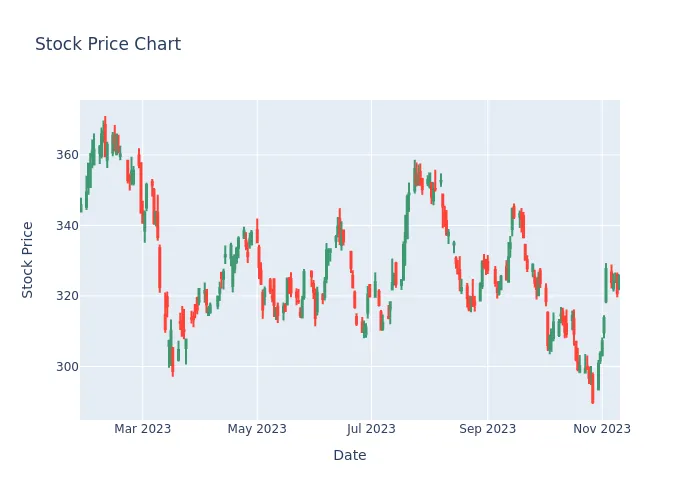 Stock Price Chart
Stock Price
360
340
320
300
Mar 2023
May 2023
Jul 2023
Sep 2023
Nov 2023
Date